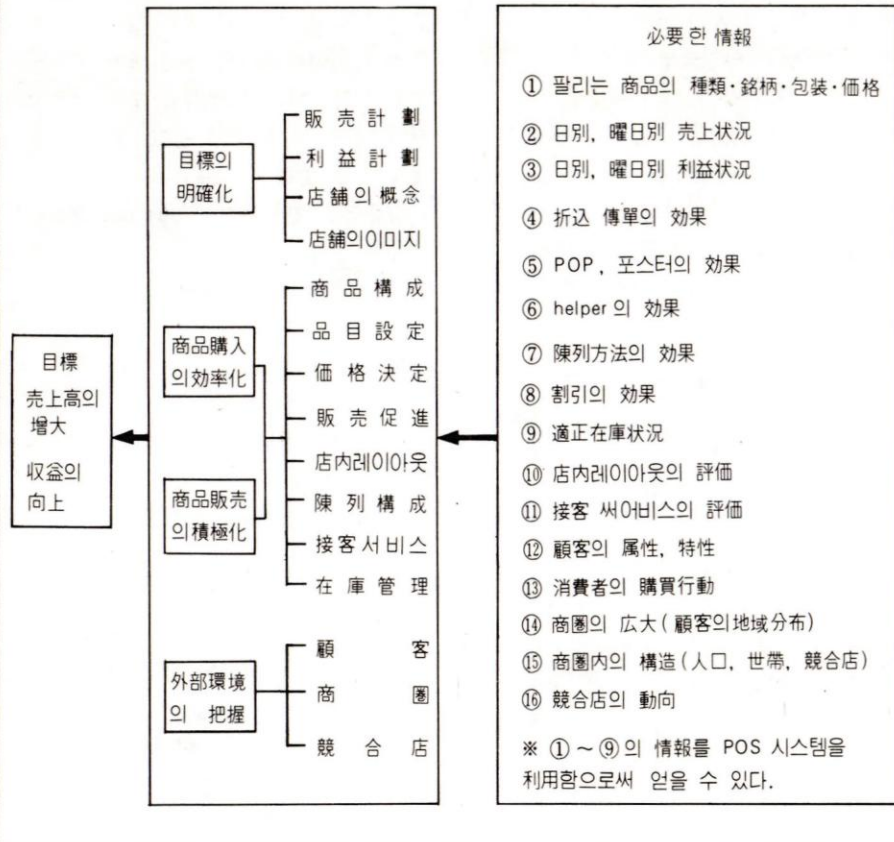 目標
売上高의
增大
収益의
向上
目標의
明確化
販売計劃
利益計劃
店舖의概念
店舖의이미지
商品購入
의効率化
商品販売
의積極化
商品構成
品目設定
価格決定
販売促進
店内레이아웃
陳列構成
接客서비스
在庫管理
外部環境
의 把握
顧客
商圏
競合店
必要한 情報
① 팔리는 商品의 種類·銘柄·包装·価格
② 日別, 曜日別 売上状況
③ 日別, 曜日別 利益状況
④ 折込 傳單의 効果
⑤ POP, 포스터의 効果
⑥ helper의 効果
⑦ 陳列方法의 効果
⑧ 割引의 効果
⑨ 適正在庫状況
⑩ 店内레이아웃의 評価
⑪ 接客 써어비스의 評価
⑫ 顧客의 属性, 特性
⑬ 消費者의 購買行動
⑭ 商圏의 広大(顧客의地域分布)
⑮ 商圏内의 構造(人口, 世帶, 競合店)
⑯ 競合店의 動向
※ ①~⑨의 情報를 POS 시스템을
利用함으로써 얻을 수 있다.